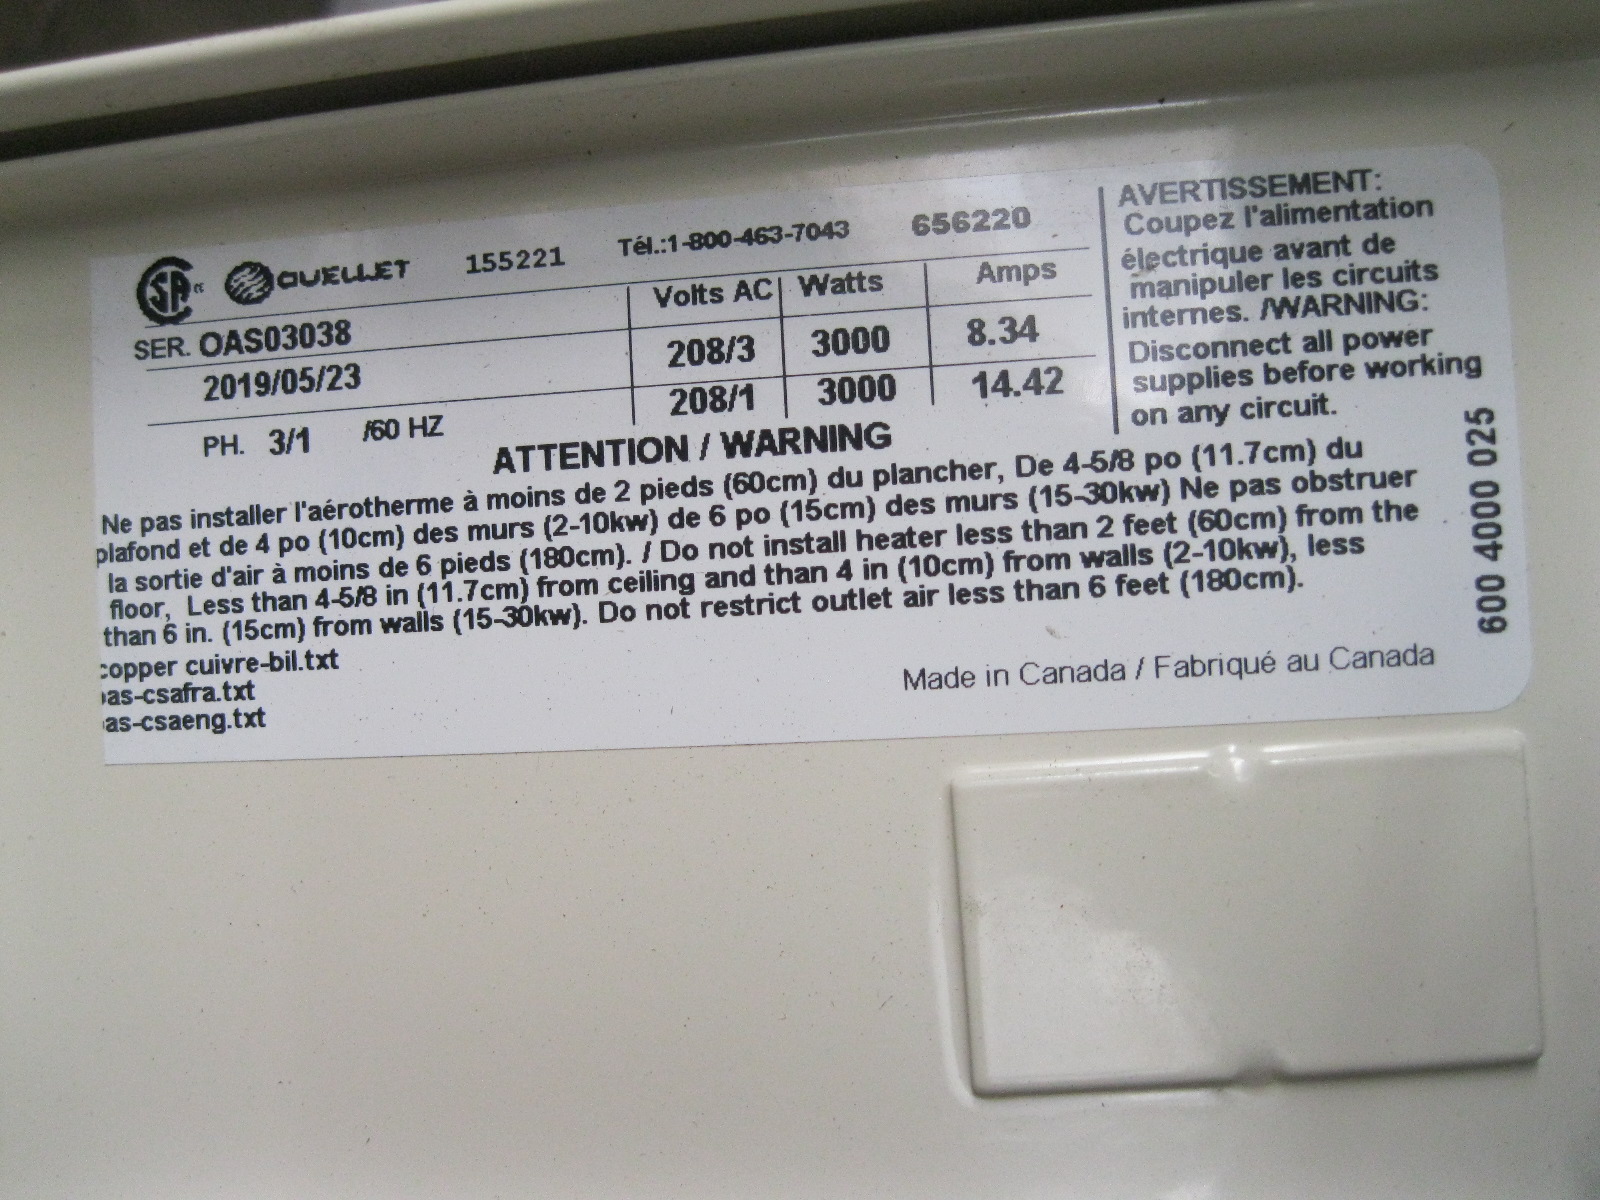 CSA OUELLET 155221 Tél.:1-800-463-7043 656220
SER. OAS03038 Volts AC Watts Amps
2019/05/23 208/3 3000 8.34
PH. 3/1 /60 HZ 208/1 3000 14.42
AVERTISSEMENT:
Coupez l'alimentation
électrique avant de
manipuler les circuits
internes. /WARNING:
Disconnect all power
supplies before working
on any circuit.
ATTENTION / WARNING
Ne pas installer l'aérotherme à moins de 2 pieds (60cm) du plancher, De 4-5/8 po (11.7cm) du
plafond et de 4 po (10cm) des murs (2-10kw) de 6 po (15cm) des murs (15-30kw) Ne pas obstruer
la sortie d'air à moins de 6 pieds (180cm). / Do not install heater less than 2 feet (60cm) from the
floor, Less than 4-5/8 in (11.7cm) from ceiling and than 4 in (10cm) from walls (2-10kw), less
than 6 in. (15cm) from walls (15-30kw). Do not restrict outlet air less than 6 feet (180cm).
copper cuivre-bil.txt
as-csafra.txt
as-csaeng.txt
Made in Canada / Fabriqué au Canada
600 4000 025